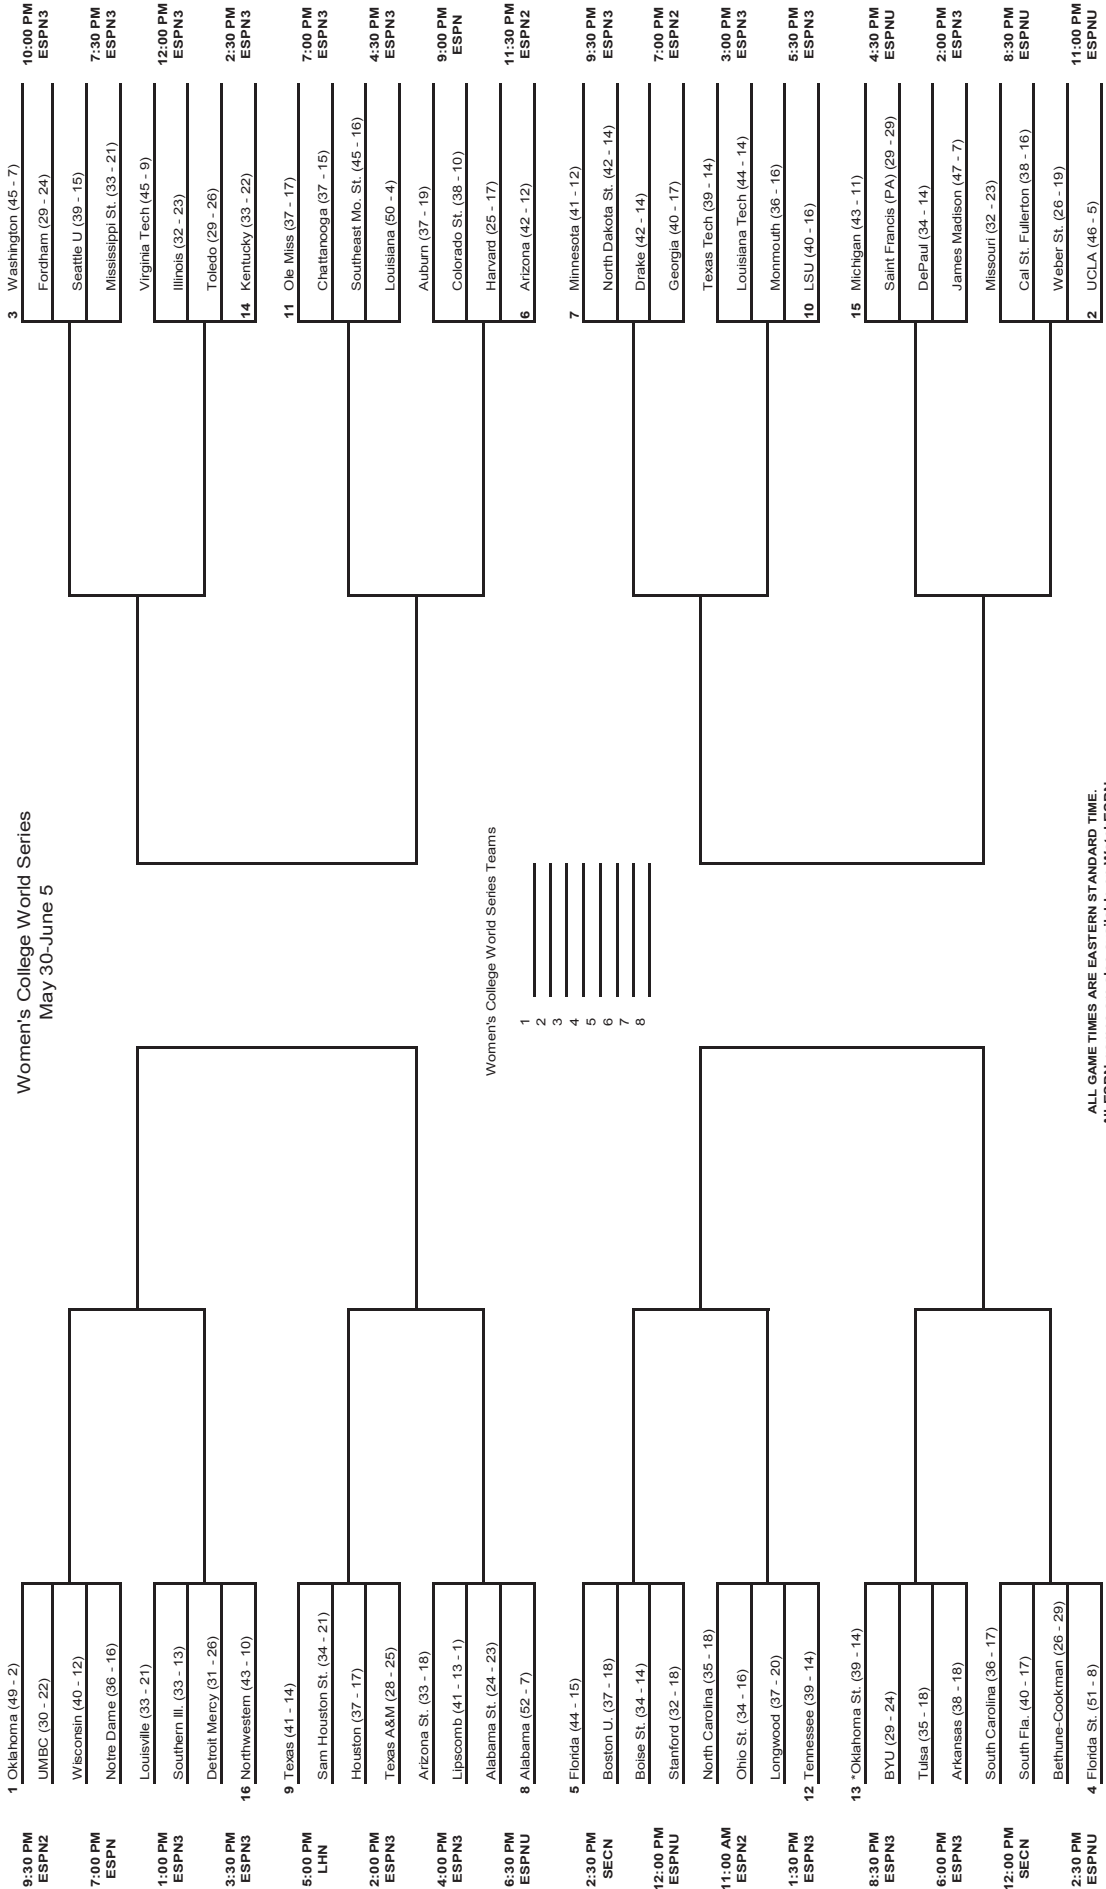 Women's College World Series
May 30-June 5
9:30 PM
ESPN2
7:00 PM
ESPN
1:00 PM
ESPN3
3:30 PM
ESPN3
5:00 PM
LHN
2:00 PM
ESPN3
4:00 PM
ESPN3
6:30 PM
ESPNU
2:30 PM
SECN
12:00 PM
ESPNU
11:00 AM
ESPN2
1:30 PM
ESPN3
8:30 PM
ESPN3
6:00 PM
ESPN3
12:00 PM
SECN
2:30 PM
ESPNU
1 Oklahoma (49 - 2)
UMBC (30 - 22)
Wisconsin (40 - 12)
Notre Dame (36 - 16)
Louisville (33 - 21)
Southern Ill. (33 - 13)
Detroit Mercy (31 - 26)
16 Northwestern (43 - 10)
9 Texas (41 - 14)
Sam Houston St. (34 - 21)
Houston (37 - 17)
Texas A&M (28 - 25)
Arizona St. (33 - 18)
Lipscomb (41 - 13 - 1)
Alabama St. (24 - 23)
8 Alabama (52 - 7)
5 Florida (44 - 15)
Boston U. (37 - 18)
Boise St. (34 - 14)
Stanford (32 - 18)
North Carolina (35 - 18)
Ohio St. (34 - 16)
Longwood (37 - 20)
12 Tennessee (39 - 14)
13 *Oklahoma St. (39 - 14)
BYU (29 - 24)
Tulsa (35 - 18)
Arkansas (38 - 18)
South Carolina (36 - 17)
South Fla. (40 - 17)
Bethune-Cookman (26 - 29)
4 Florida St. (51 - 8)
Women's College World Series Teams
1
2
3
4
5
6
7
8
3 Washington (45 - 7)
Fordham (29 - 24)
Seattle U (39 - 15)
Mississippi St. (33 - 21)
Virginia Tech (45 - 9)
Illinois (32 - 23)
Toledo (29 - 26)
14 Kentucky (33 - 22)
11 Ole Miss (37 - 17)
Chattanooga (37 - 15)
Southeast Mo. St. (45 - 16)
Louisiana (50 - 4)
Auburn (37 - 19)
Colorado St. (38 - 10)
Harvard (25 - 17)
6 Arizona (42 - 12)
7 Minnesota (41 - 12)
North Dakota St. (42 - 14)
Drake (42 - 14)
Georgia (40 - 17)
Texas Tech (39 - 14)
Louisiana Tech (44 - 14)
Monmouth (36 - 16)
10 LSU (40 - 16)
15 Michigan (43 - 11)
Saint Francis (PA) (29 - 29)
DePaul (34 - 14)
James Madison (47 - 7)
Missouri (32 - 23)
Cal St. Fullerton (38 - 16)
Weber St. (26 - 19)
2 UCLA (46 - 5)
10:00 PM
ESPN3
7:30 PM
ESPN3
12:00 PM
ESPN3
2:30 PM
ESPN3
7:00 PM
ESPN3
4:30 PM
ESPN3
9:00 PM
ESPN
11:30 PM
ESPN2
9:30 PM
ESPN3
7:00 PM
ESPN2
3:00 PM
ESPN3
5:30 PM
ESPN3
4:30 PM
ESPNU
2:00 PM
ESPN3
8:30 PM
ESPNU
11:00 PM
ESPNU
ALL GAME TIMES ARE EASTERN STANDARD TIME.